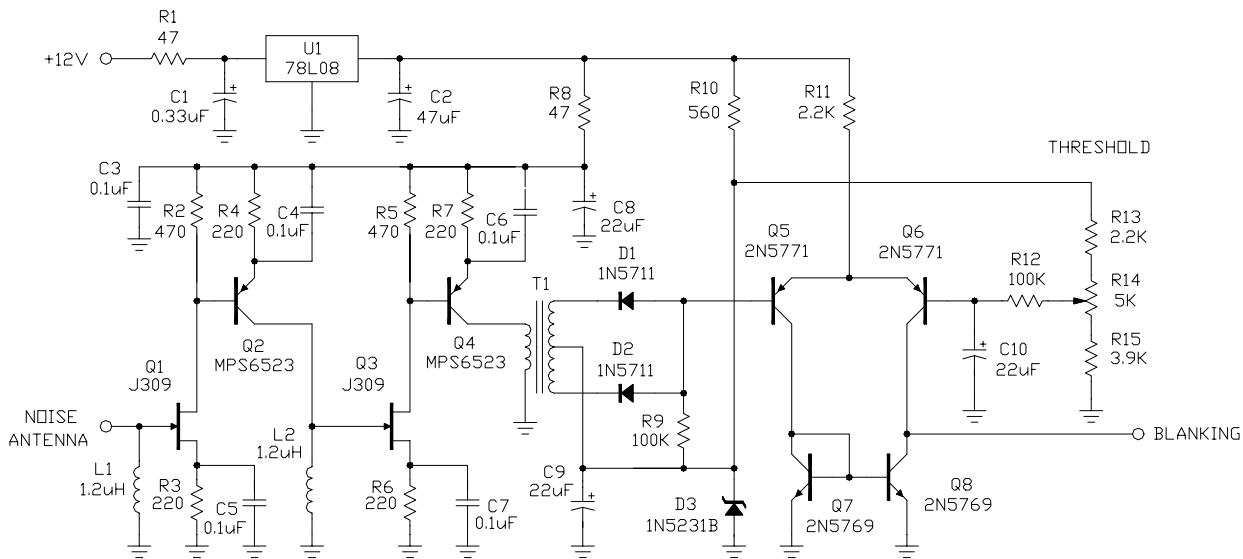 R1
47
+12V
U1
78L08
C1
0.33uF
C2
47uF
R8
47
R10
560
R11
2.2K
THRESHOLD
C3
0.1uF
R2
470
R4
220
C4
0.1uF
R5
470
R7
220
C6
0.1uF
C8
22uF
R13
2.2K
Q5
2N5771
Q6
2N5771
D1
1N5711
T1
R12
100K
R14
5K
Q2
MPS6523
Q4
MPS6523
D2
1N5711
C10
22uF
R15
3.9K
Q1
J309
Q3
J309
NOISE
ANTENNA
L2
1.2uH
R9
100K
BLANKING
L1
1.2uH
R3
220
C5
0.1uF
R6
220
C7
0.1uF
C9
22uF
D3
1N5231B
Q7
2N5769
Q8
2N5769